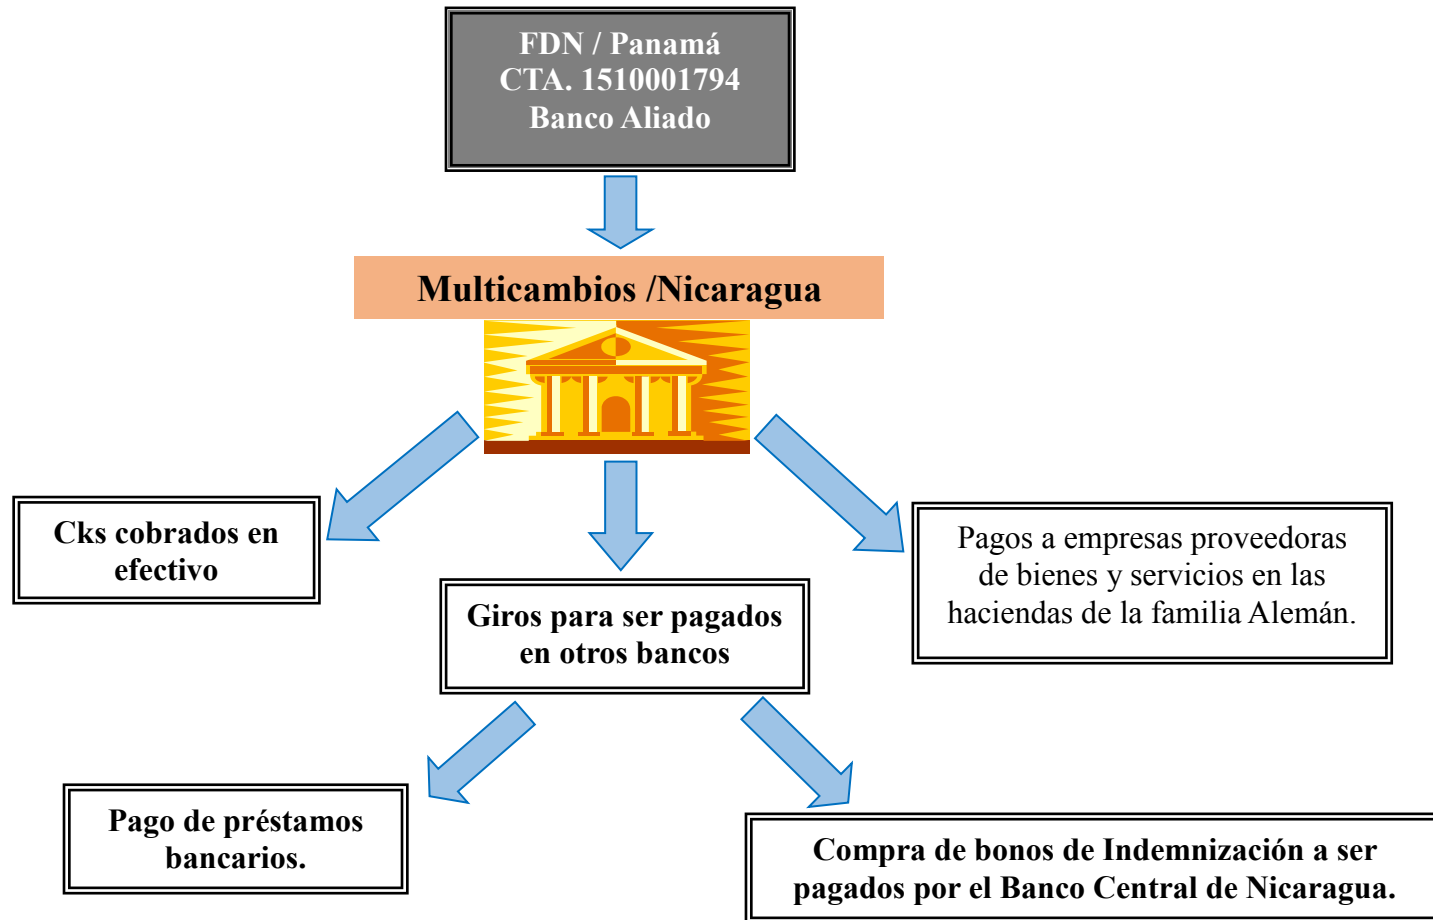 FDN / Panamá
CTA. 1510001794
Banco Aliado
Multicambios /Nicaragua
Cks cobrados en
efectivo
Giros para ser pagados
en otros bancos
Pagos a empresas proveedoras
de bienes y servicios en las
haciendas de la familia Alemán.
Pago de préstamos
bancarios.
Compra de bonos de Indemnización a ser
pagados por el Banco Central de Nicaragua.